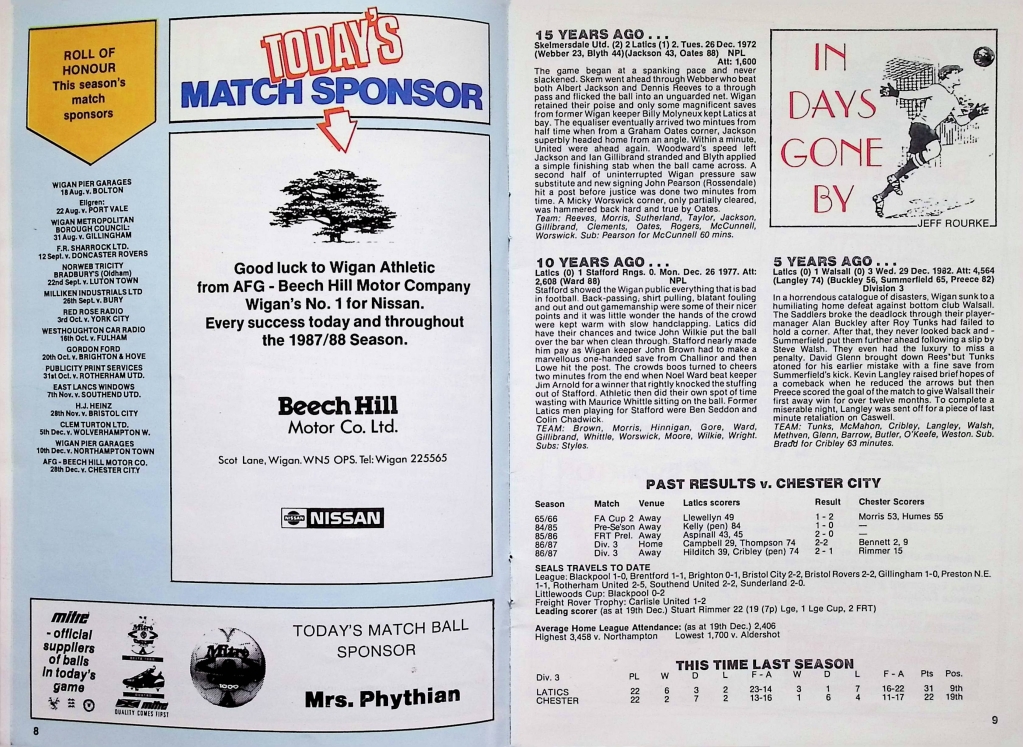 ROLL OF
HONOUR
This season's
match
sponsors
WIGAN PIER GARAGES
18 Aug. v. BOLTON
Ellgren:
22 Aug. v. PORT VALE
WIGAN METROPOLITAN
BOROUGH COUNCIL:
31 Aug. v. GILLINGHAM
F.R. SHARROCK LTD.
12 Sept. v. DONCASTER ROVERS
NORWEB TRICITY
BRADBURY'S (Oldham)
22nd Sept. v. LUTON TOWN
MILLIKEN INDUSTRIALS LTD
26th Sept. v. BURY
RED ROSE RADIO
3rd Oct. v. YORK CITY
WESTHOUGHTON CAR RADIO
16th Oct. v. FULHAM
GORDON FORD
20th Oct. v. BRIGHTON & HOVE
PUBLICITY PRINT SERVICES
31st Oct. v. ROTHERHAM UTD.
EAST LANCS WINDOWS
7th Nov. v. SOUTHEND UTD.
H.J. HEINZ
28th Nov. v. BRISTOL CITY
CLEM TURTON LTD.
5th Dec. v. WOLVERHAMPTON W.
WIGAN PIER GARAGES
10th Dec. v. NORTHAMPTON TOWN
AFG - BEECH HILL MOTOR CO.
28th Dec. v. CHESTER CITY
TODAY'S
MATCH SPONSOR
Good luck to Wigan Athletic
from AFG - Beech Hill Motor Company
Wigan's No. 1 for Nissan.
Every success today and throughout
the 1987/88 Season.
Beech Hill
Motor Co. Ltd.
Scot Lane, Wigan. WN5 OPS. Tel: Wigan 225565
NISSAN
mitre
- official
suppliers
of balls
in today's
game
Mitre
mitre
QUALITY COMES FIRST
Mitre
1000
TODAY'S MATCH BALL
SPONSOR
Mrs. Phythian
8
15 YEARS AGO . . .
Skelmersdale Utd. (2) 2 Latics (1) 2. Tues. 26 Dec. 1972
(Webber 23, Blyth 44)(Jackson 43, Oates 88) NPL
Att: 1,600
The game began at a spanking pace and never
slackened. Skem went ahead through Webber who beat
both Albert Jackson and Dennis Reeves to a through
pass and flicked the ball into an unguarded net. Wigan
retained their poise and only some magnificent saves
from former Wigan keeper Billy Molyneux kept Latics at
bay. The equaliser eventually arrived two mintues from
half time when from a Graham Oates corner, Jackson
superbly headed home from an angle. Within a minute,
United were ahead again. Woodward's speed left
Jackson and Ian Gillibrand stranded and Blyth applied
a simple finishing stab when the ball came across. A
second half of uninterrupted Wigan pressure saw
substitute and new signing John Pearson (Rossendale)
hit a post before justice was done two minutes from
time. A Micky Worswick corner, only partially cleared,
was hammered back hard and true by Oates.
Team: Reeves, Morris, Sutherland, Taylor, Jackson,
Gillibrand, Clements, Oates, Rogers, McCunnell,
Worswick. Sub: Pearson for McCunnell 60 mins.
IN
DAYS
GONE
BY
JEFF ROURKE
10 YEARS AGO . . .
Latics (0) 1 Stafford Rngs. 0. Mon. Dec. 26 1977. Att:
2,608 (Ward 88) NPL
Stafford showed the Wigan public everything that is bad
in football. Back-passing, shirt pulling, blatant fouling
and out and out gamesmanship were some of their nicer
points and it was little wonder the hands of the crowd
were kept warm with slow handclapping. Latics did
have their chances and twice John Wilkie put the ball
over the bar when clean through. Stafford nearly made
him pay as Wigan keeper John Brown had to make a
marvellous one-handed save from Challinor and then
Lowe hit the post. The crowds boos turned to cheers
two minutes from the end when Noel Ward beat keeper
Jim Arnold for a winner that rightly knocked the stuffing
out of Stafford. Athletic then did their own spot of time
wasting with Maurice Whittle sitting on the ball. Former
Latics men playing for Stafford were Ben Seddon and
Colin Chadwick.
TEAM: Brown, Morris, Hinnigan, Gore, Ward,
Gillibrand, Whittle, Worswick, Moore, Wilkie, Wright.
Subs: Styles.
5 YEARS AGO . . .
Latics (0) 1 Walsall (0) 3 Wed. 29 Dec. 1982. Att: 4,564
(Langley 74) (Buckley 56, Summerfield 65, Preece 82)
Division 3
In a horrendous catalogue of disasters, Wigan sunk to a
humiliating home defeat against bottom club Walsall.
The Saddlers broke the deadlock through their player-
manager Alan Buckley after Roy Tunks had failed to
hold a corner. After that, they never looked back and -
Summerfield put them further ahead following a slip by
Steve Walsh. They even had the luxury to miss a
penalty. David Glenn brought down Rees but Tunks
atoned for his earlier mistake with a fine save from
Summerfield's kick. Kevin Langley raised brief hopes of
a comeback when he reduced the arrows but then
Preece scored the goal of the match to give Walsall their
first away win for over twelve months. To complete a
miserable night, Langley was sent off for a piece of last
minute retaliation on Caswell.
TEAM: Tunks, McMahon, Cribley, Langley, Walsh,
Methven, Glenn, Barrow, Butler, O'Keefe, Weston. Sub.
Bradd for Cribley 63 minutes.
PAST RESULTS v. CHESTER CITY
Season Match Venue Latics scorers Result Chester Scorers
65/66 FA Cup 2 Away Llewellyn 49 1 - 2 Morris 53, Humes 55
84/85 Pre-Se'son Away Kelly (pen) 84 1 - 0 —
85/86 FRT Prel. Away Aspinall 43, 45 2 - 0 —
86/87 Div. 3 Home Campbell 29, Thompson 74 2-2 Bennett 2, 9
86/87 Div. 3 Away Hilditch 39, Cribley (pen) 74 2 - 1 Rimmer 15
SEALS TRAVELS TO DATE
League: Blackpool 1-0, Brentford 1-1, Brighton 0-1, Bristol City 2-2, Bristol Rovers 2-2, Gillingham 1-0, Preston N.E.
1-1, Rotherham United 2-5, Southend United 2-2, Sunderland 2-0.
Littlewoods Cup: Blackpool 0-2
Freight Rover Trophy: Carlisle United 1-2
Leading scorer (as at 19th Dec.) Stuart Rimmer 22 (19 (7p) Lge, 1 Lge Cup, 2 FRT)
Average Home League Attendance: (as at 19th Dec.) 2,406
Highest 3,458 v. Northampton Lowest 1,700 v. Aldershot
THIS TIME LAST SEASON
Div. 3 PL W D L F - A W D L F - A Pts Pos.
LATICS 22 6 3 2 23-14 3 1 7 16-22 31 9th
CHESTER 22 2 7 2 13-16 1 6 4 11-17 22 19th
9